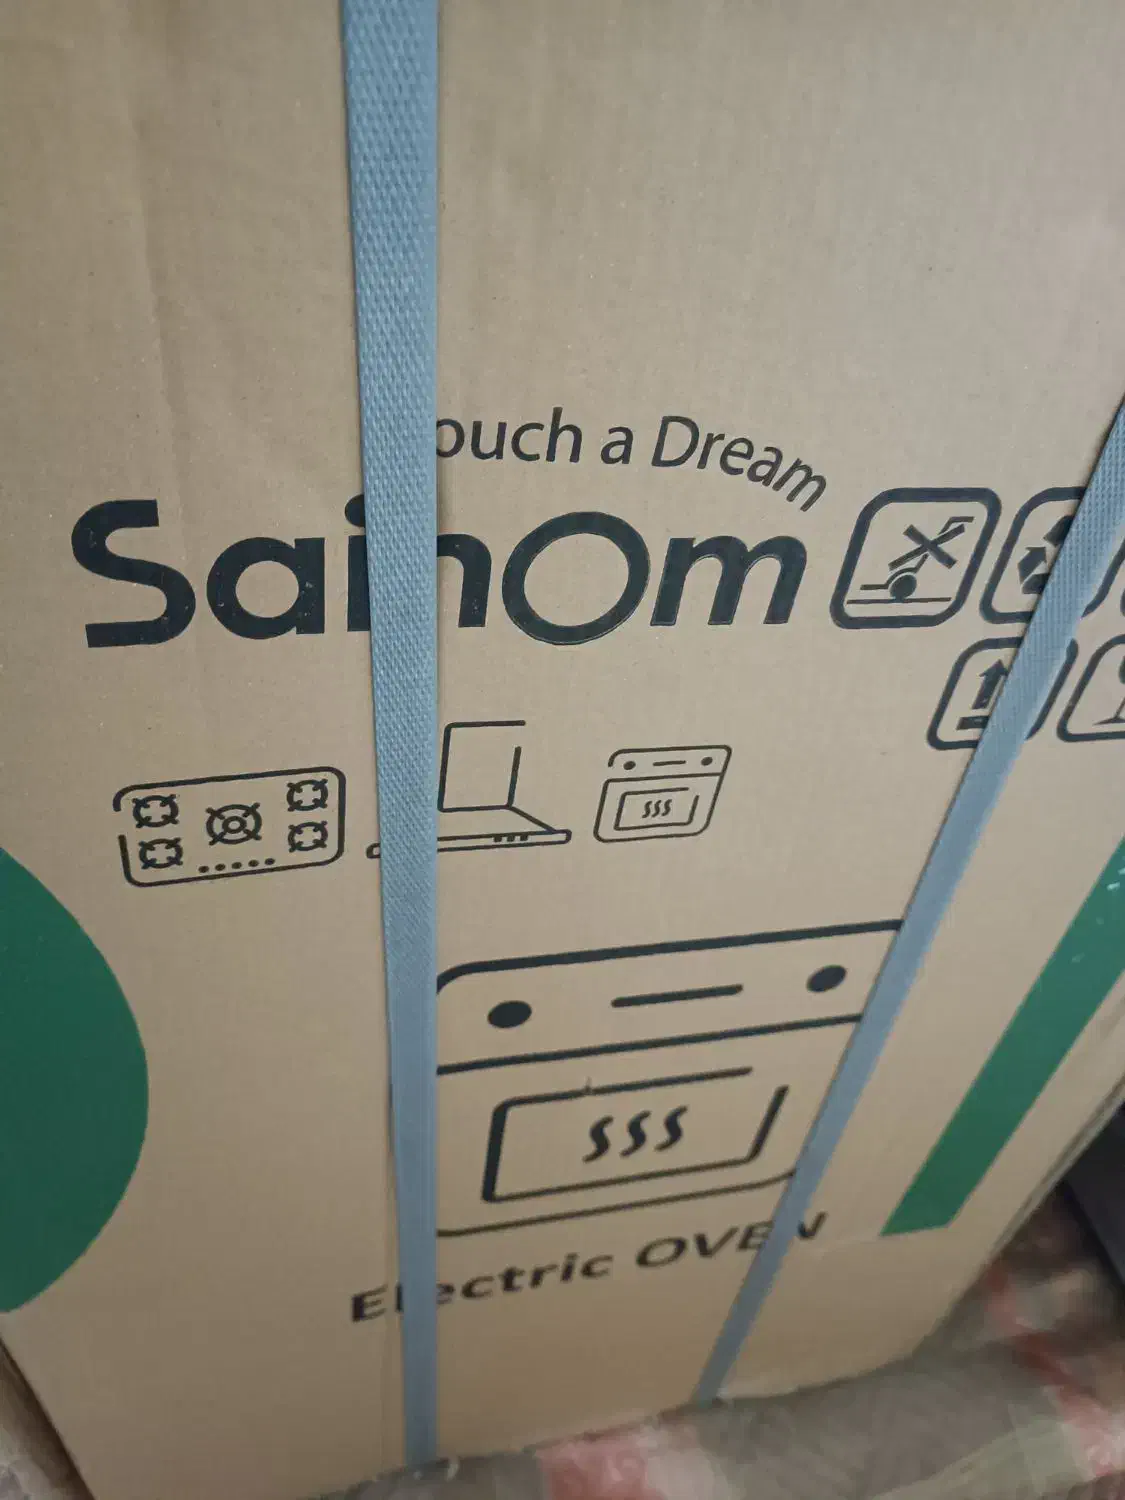 ouch a Dream
SainOm
Electric OVEN